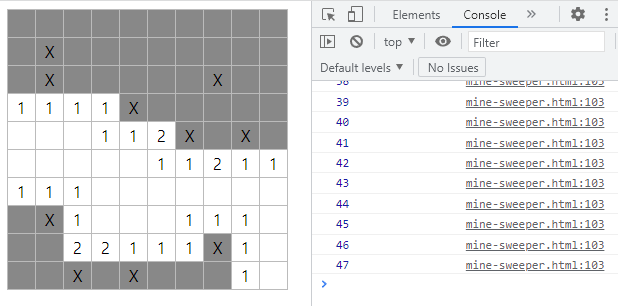 X
X X
1 1 1 1 X
1 1 2 X X
1 1 2 1 1
1 1 1
X 1 1 1 1
2 2 1 1 1 X 1
X X 1
Elements Console »
top ▼ Filter
Default levels ▼ No Issues
38 mine-sweeper.html:103
39 mine-sweeper.html:103
40 mine-sweeper.html:103
41 mine-sweeper.html:103
42 mine-sweeper.html:103
43 mine-sweeper.html:103
44 mine-sweeper.html:103
45 mine-sweeper.html:103
46 mine-sweeper.html:103
47 mine-sweeper.html:103
>